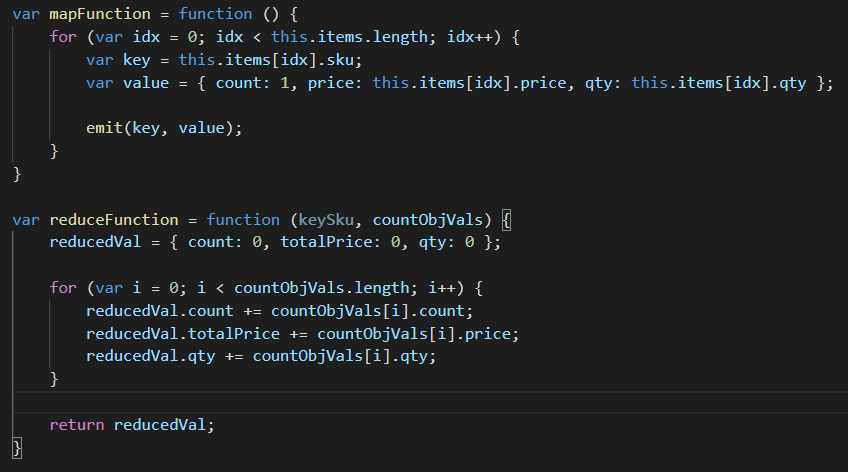 var mapFunction = function () {
    for (var idx = 0; idx < this.items.length; idx++) {
        var key = this.items[idx].sku;
        var value = { count: 1, price: this.items[idx].price, qty: this.items[idx].qty };

        emit(key, value);
    }
}

var reduceFunction = function (keySku, countObjVals) {
    reducedVal = { count: 0, totalPrice: 0, qty: 0 };

    for (var i = 0; i < countObjVals.length; i++) {
        reducedVal.count += countObjVals[i].count;
        reducedVal.totalPrice += countObjVals[i].price;
        reducedVal.qty += countObjVals[i].qty;
    }

    return reducedVal;
}